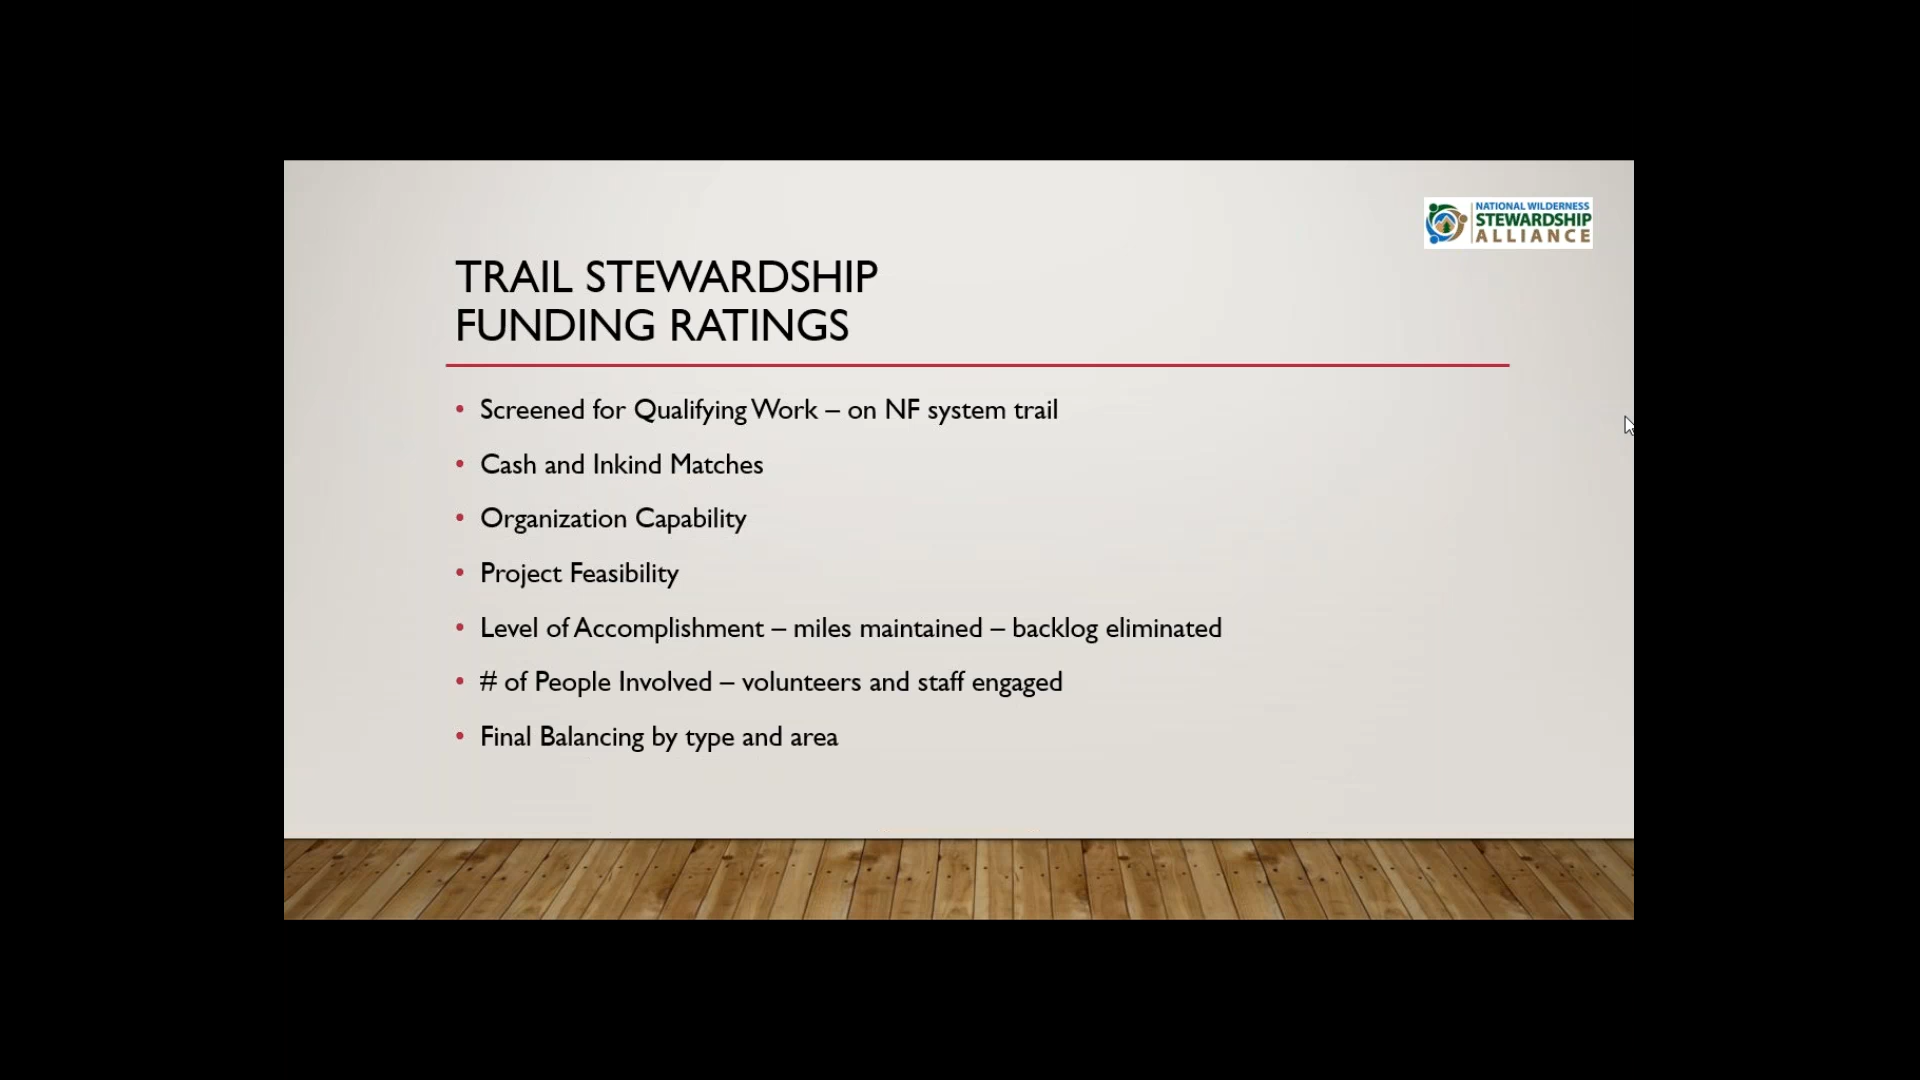 NATIONAL WILDERNESS
STEWARDSHIP
ALLIANCE
TRAIL STEWARDSHIP
FUNDING RATINGS
• Screened for Qualifying Work – on NF system trail
• Cash and Inkind Matches
• Organization Capability
• Project Feasibility
• Level of Accomplishment – miles maintained – backlog eliminated
• # of People Involved – volunteers and staff engaged
• Final Balancing by type and area